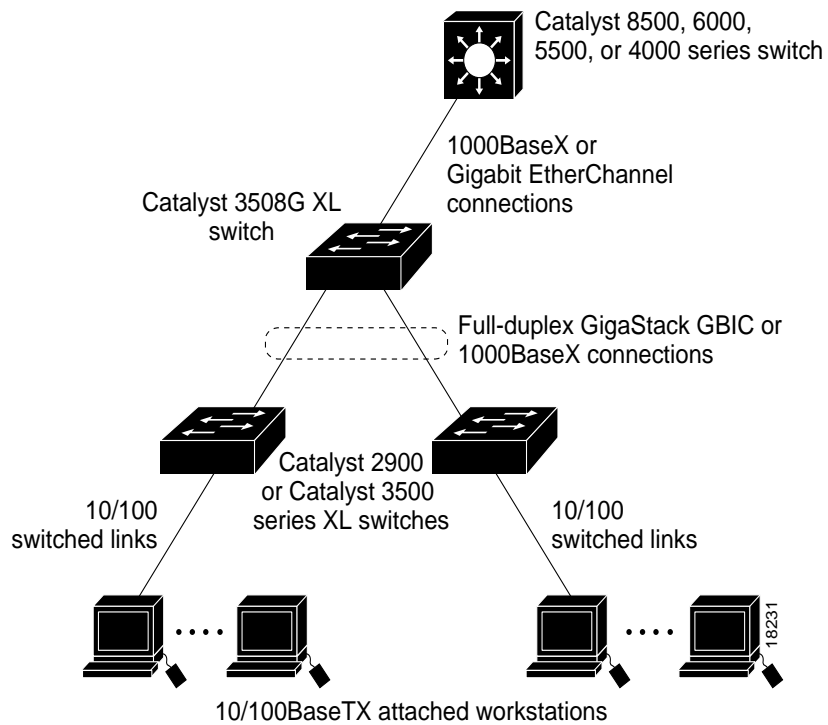 Catalyst 8500, 6000,
5500, or 4000 series switch
1000BaseX or
Gigabit EtherChannel
connections
Catalyst 3508G XL
switch
Full-duplex GigaStack GBIC or
1000BaseX connections
Catalyst 2900
or Catalyst 3500
series XL switches
10/100
switched links
10/100
switched links
18231
10/100BaseTX attached workstations